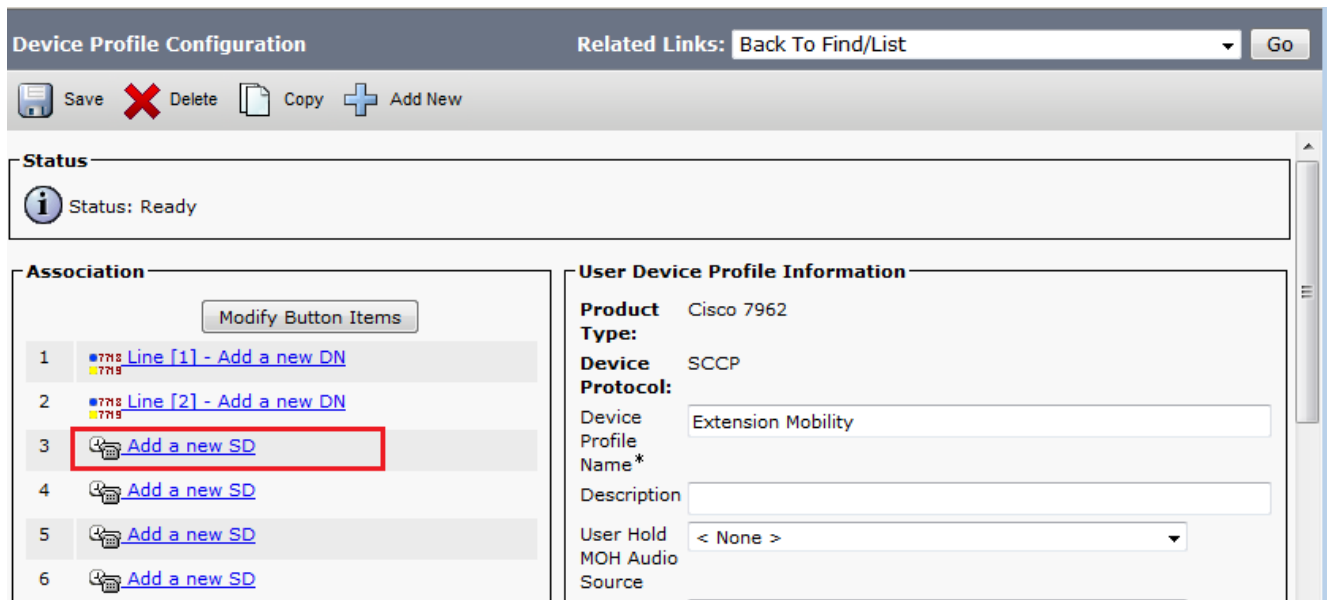 Device Profile Configuration
Related Links: Back To Find/List Go
Save Delete Copy Add New
Status
Status: Ready
Association
Modify Button Items
1 Line [1] - Add a new DN
2 Line [2] - Add a new DN
3 Add a new SD
4 Add a new SD
5 Add a new SD
6 Add a new SD
User Device Profile Information
Product
Type:
Cisco 7962
Device
Protocol:
SCCP
Device
Profile
Name*
Extension Mobility
Description
User Hold
MOH Audio
Source
< None >